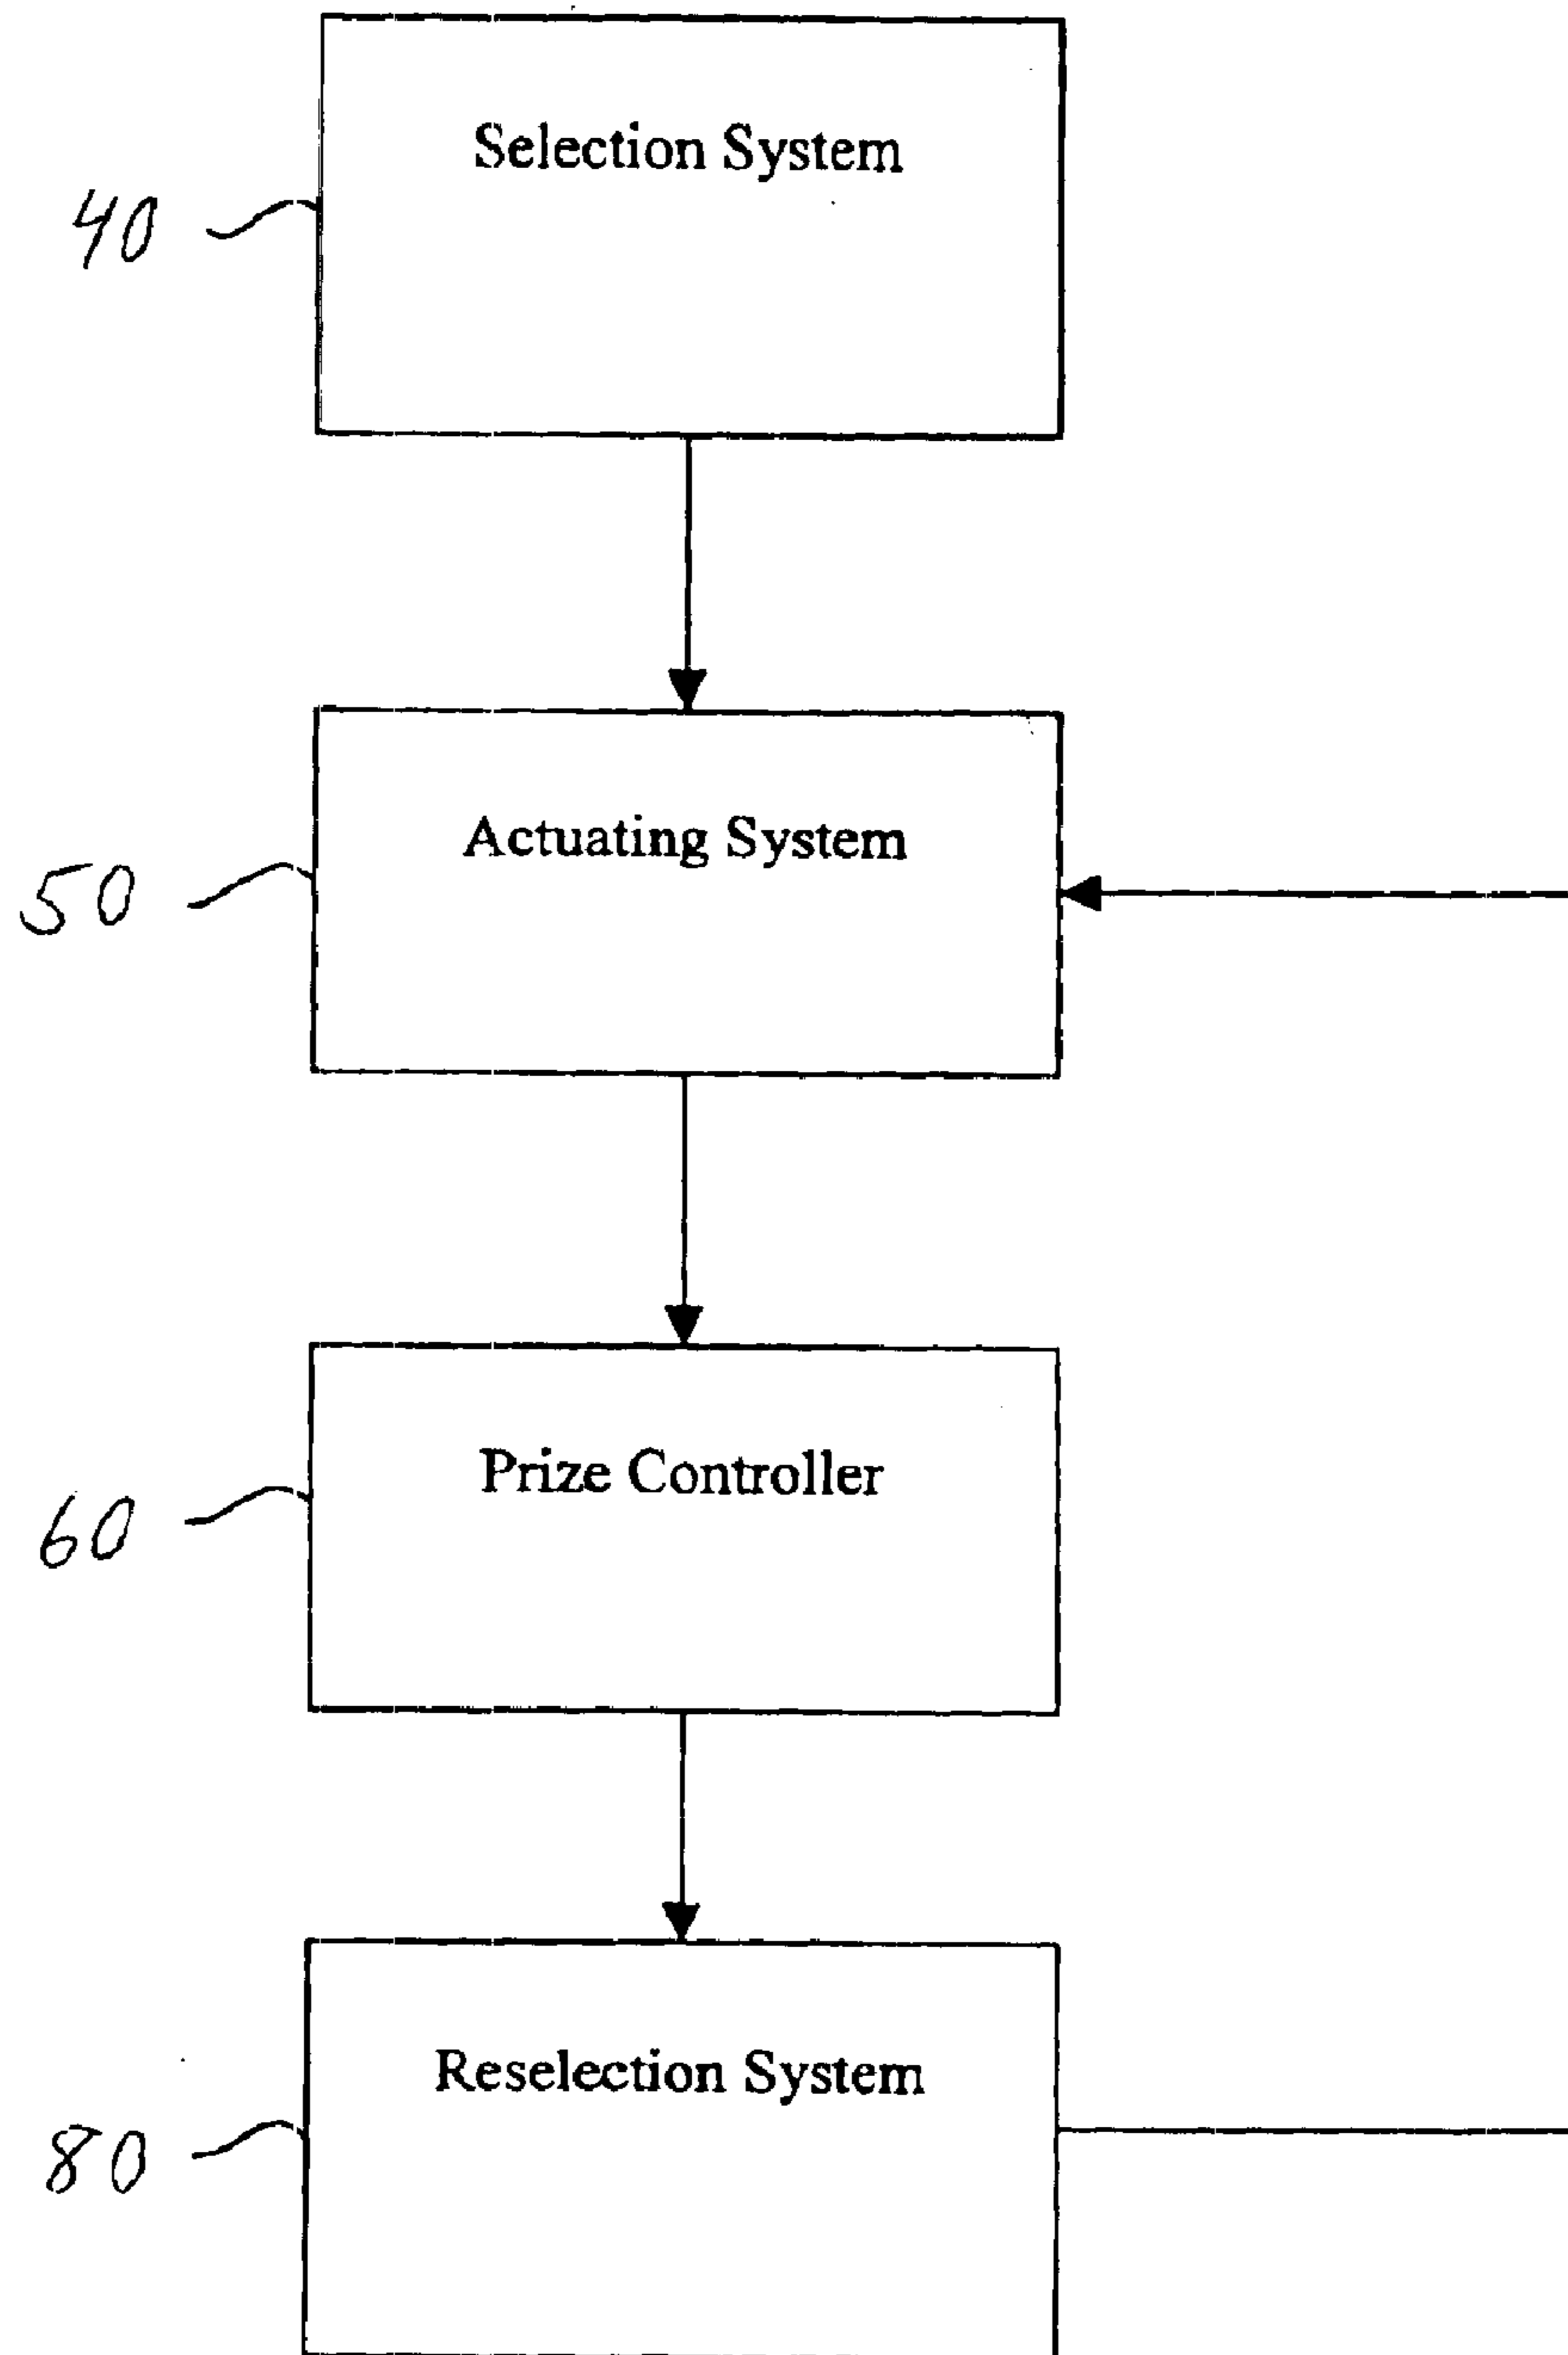 Selection System
40
Actuating System
50
Prize Controller
60
Reselection System
80